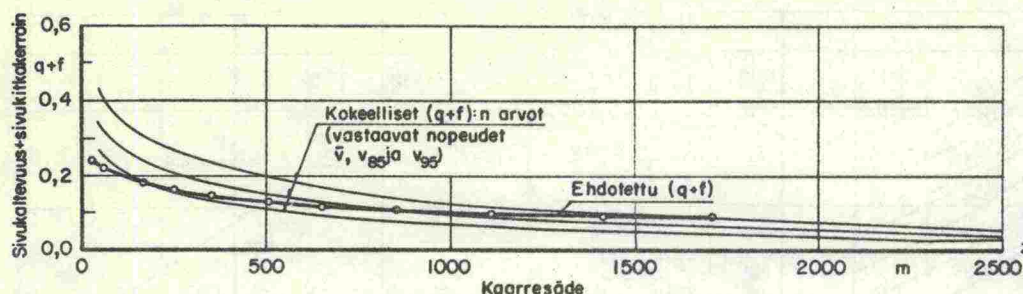 Sivukaltevuus+sivukitkakerroin
q+f
0,6
0,4
0,2
0,0
Kokeelliset (q+f):n arvot
(vastaavat nopeudet
v̄, v85 ja v95)
Ehdotettu (q+f)
0
500
1000
1500
2000
m
2500
Kaarresäde